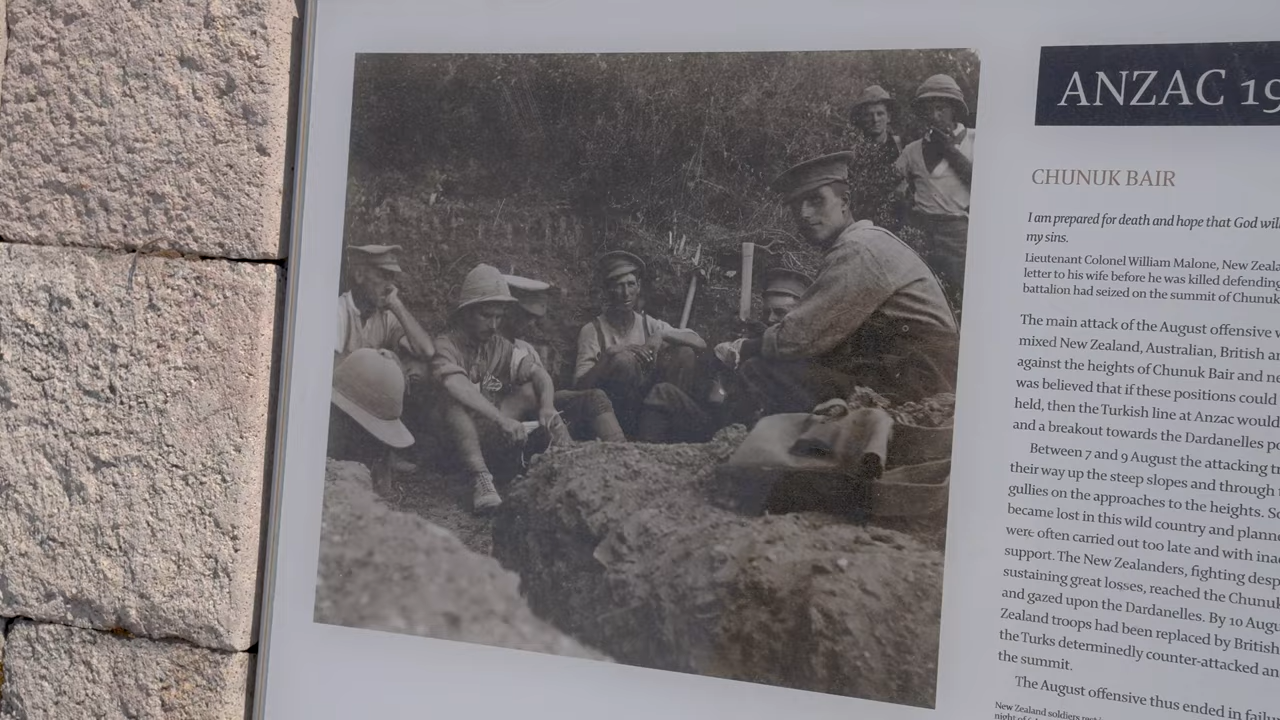 ANZAC 19
CHUNUK BAIR
I am prepared for death and hope that God will
my sins.
Lieutenant Colonel William Malone, New Zeala
letter to his wife before he was killed defending
battalion had seized on the summit of Chunuk
The main attack of the August offensive
mixed New Zealand, Australian, British an
against the heights of Chunuk Bair and ne
was believed that if these positions could
held, then the Turkish line at Anzac would
and a breakout towards the Dardanelles po
Between 7 and 9 August the attacking tr
their way up the steep slopes and through
gullies on the approaches to the heights. So
became lost in this wild country and planne
were often carried out too late and with ina
support. The New Zealanders, fighting desp
sustaining great losses, reached the Chunuk
and gazed upon the Dardanelles. By 10 Augu
Zealand troops had been replaced by British
the Turks determinedly counter-attacked an
the summit.
The August offensive thus ended in fail
New Zealand soldiers rest
night of